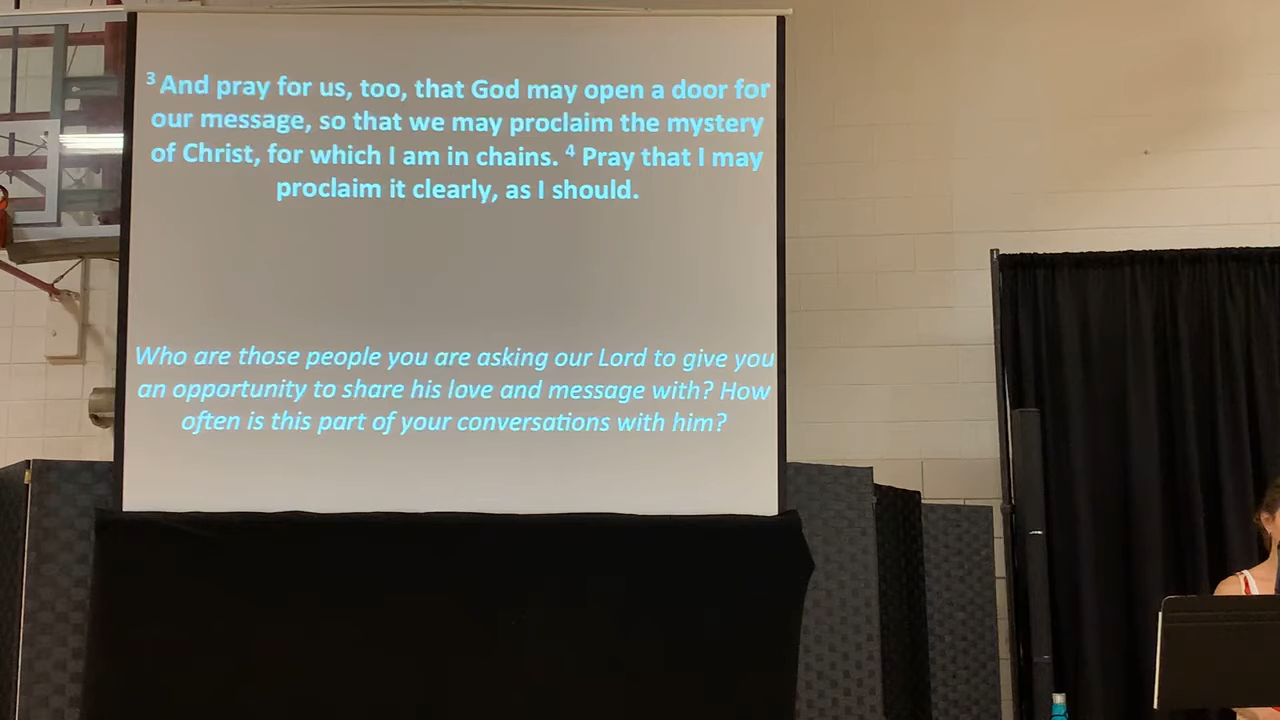 ³ And pray for us, too, that God may open a door for
our message, so that we may proclaim the mystery
of Christ, for which I am in chains. ⁴ Pray that I may
proclaim it clearly, as I should.
Who are those people you are asking our Lord to give you
an opportunity to share his love and message with? How
often is this part of your conversations with him?